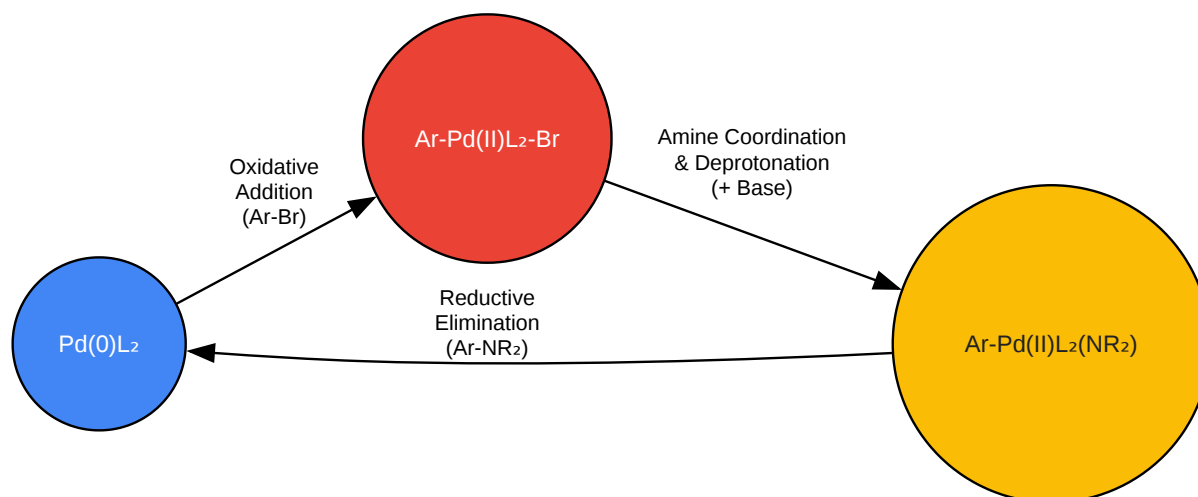 Ar-Pd(II)L₂-Br
Amine Coordination
& Deprotonation
(+ Base)
Oxidative
Addition
(Ar-Br)
Reductive
Elimination
(Ar-NR₂)
Pd(0)L₂
Ar-Pd(II)L₂(NR₂)